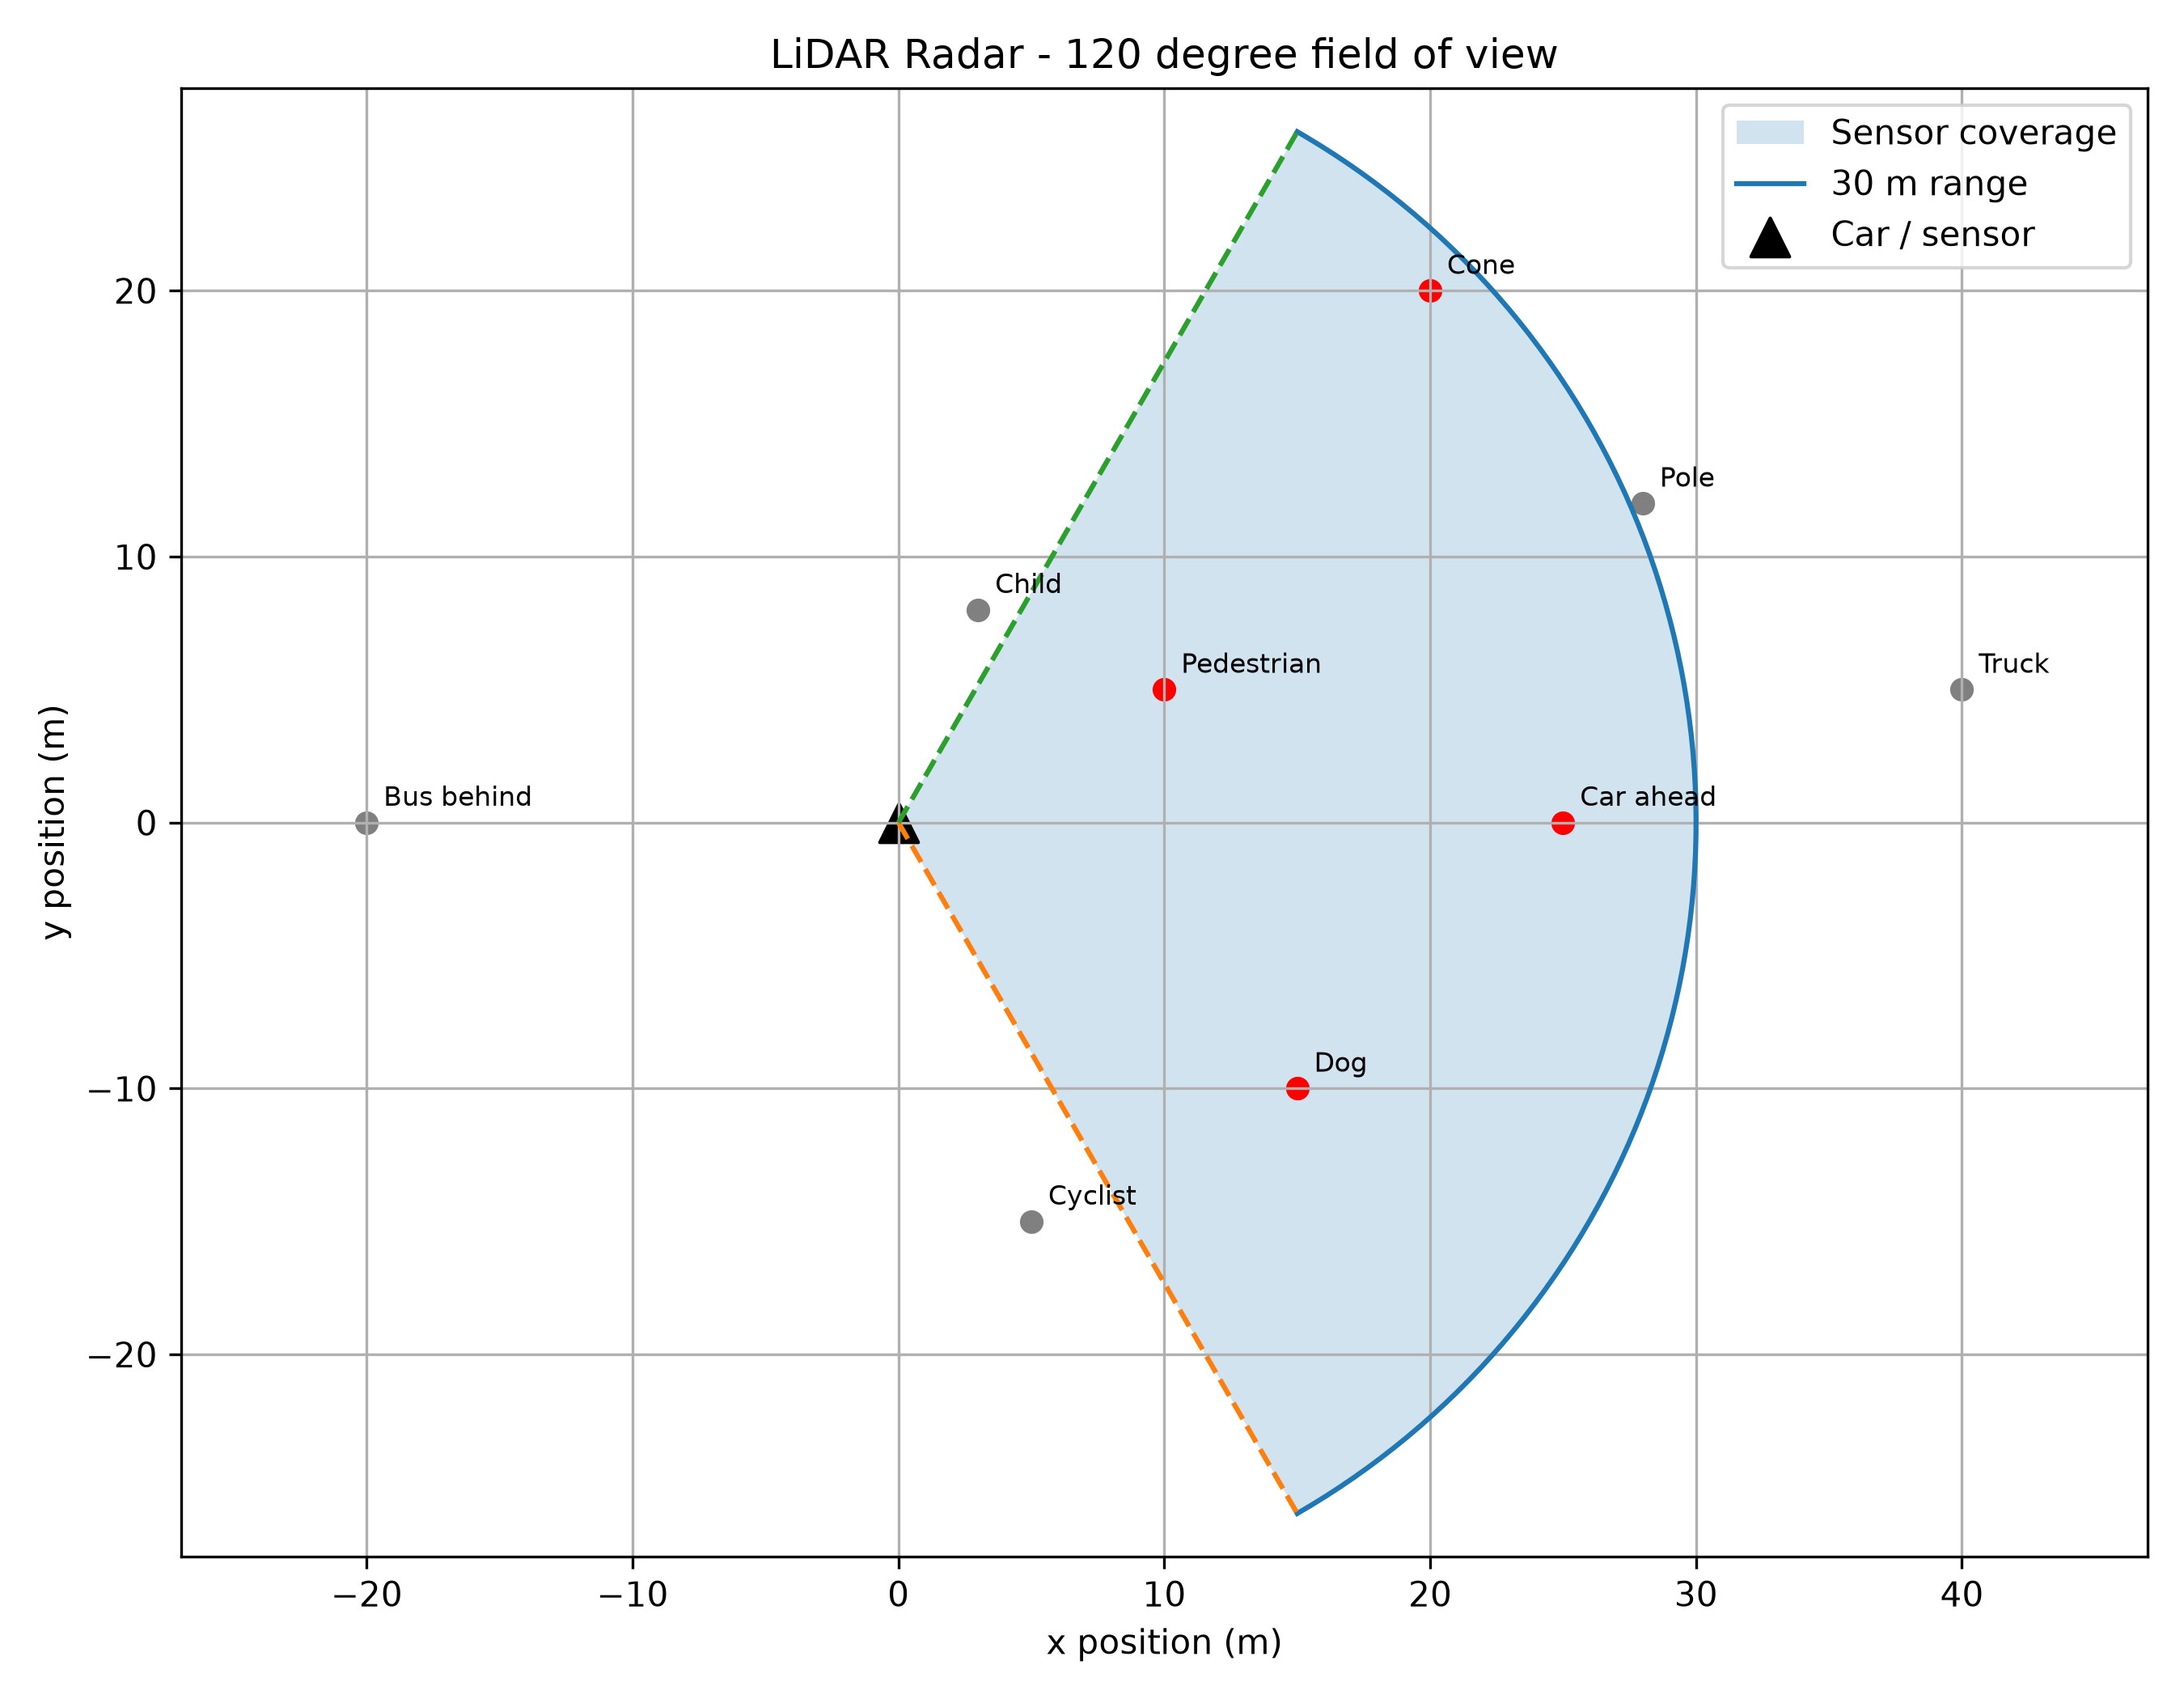 LiDAR Radar - 120 degree field of view
Sensor coverage
30 m range
Car / sensor
Cone
Pole
Child
Pedestrian
Truck
Bus behind
Car ahead
Dog
Cyclist
20
10
0
−10
−20
y position (m)
−20 −10 0 10 20 30 40
x position (m)